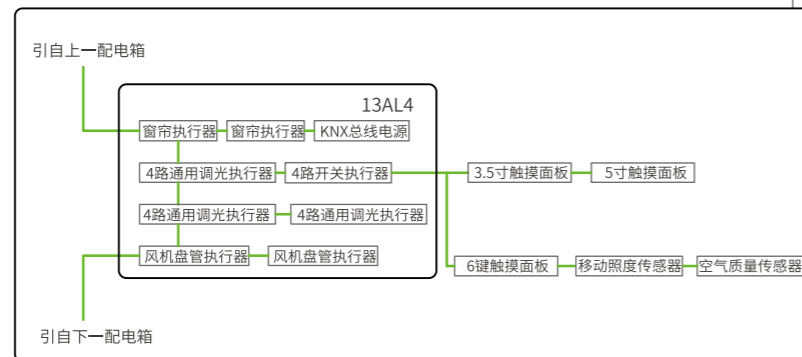 引自上一配电箱
13AL4
窗帘执行器 窗帘执行器 KNX总线电源
4路通用调光执行器 4路开关执行器 3.5寸触摸面板 5寸触摸面板
4路通用调光执行器 4路通用调光执行器
风机盘管执行器 风机盘管执行器
6键触摸面板 移动照度传感器 空气质量传感器
引自下一配电箱